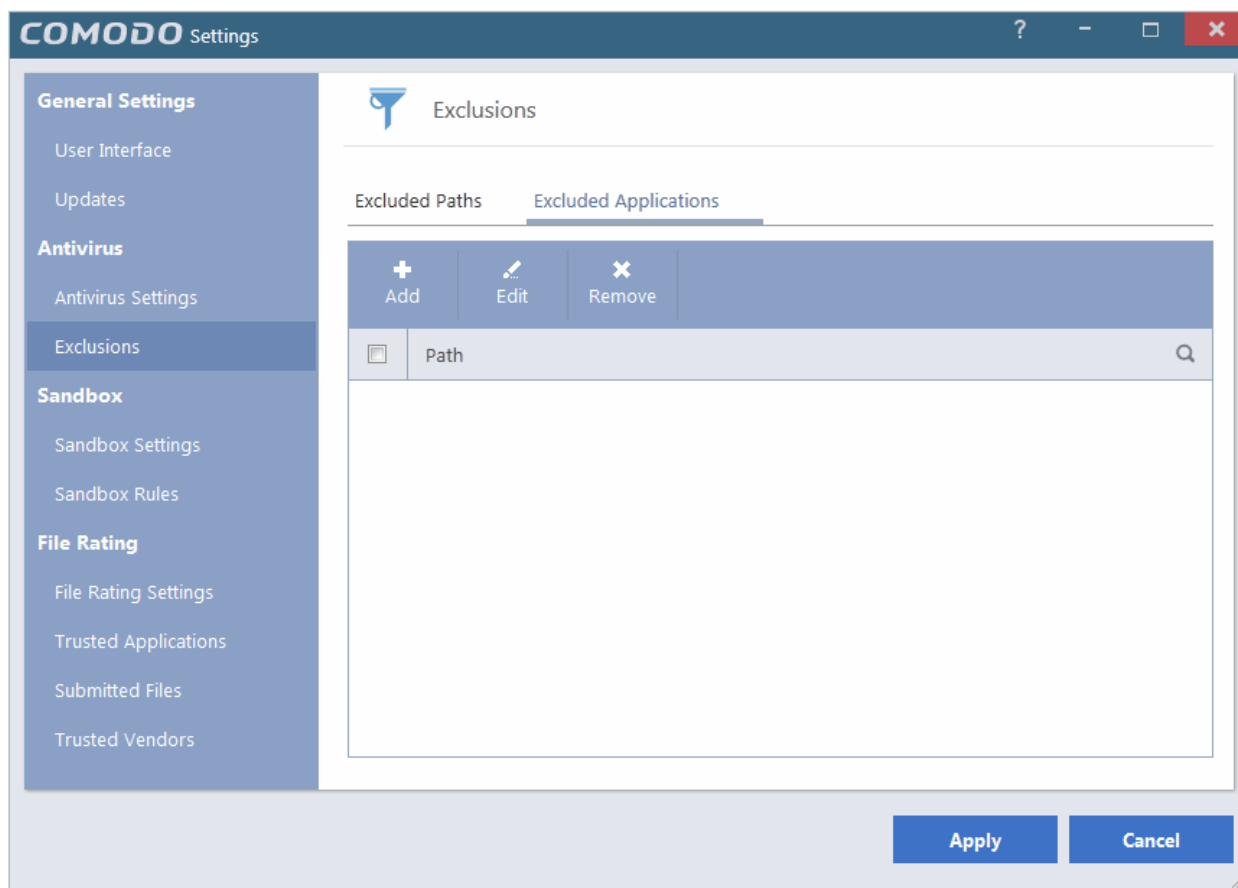 COMODO Settings
?
General Settings
User Interface
Updates
Antivirus
Antivirus Settings
Exclusions
Sandbox
Sandbox Settings
Sandbox Rules
File Rating
File Rating Settings
Trusted Applications
Submitted Files
Trusted Vendors
Exclusions
Excluded Paths Excluded Applications
Add Edit Remove
Path
Apply Cancel